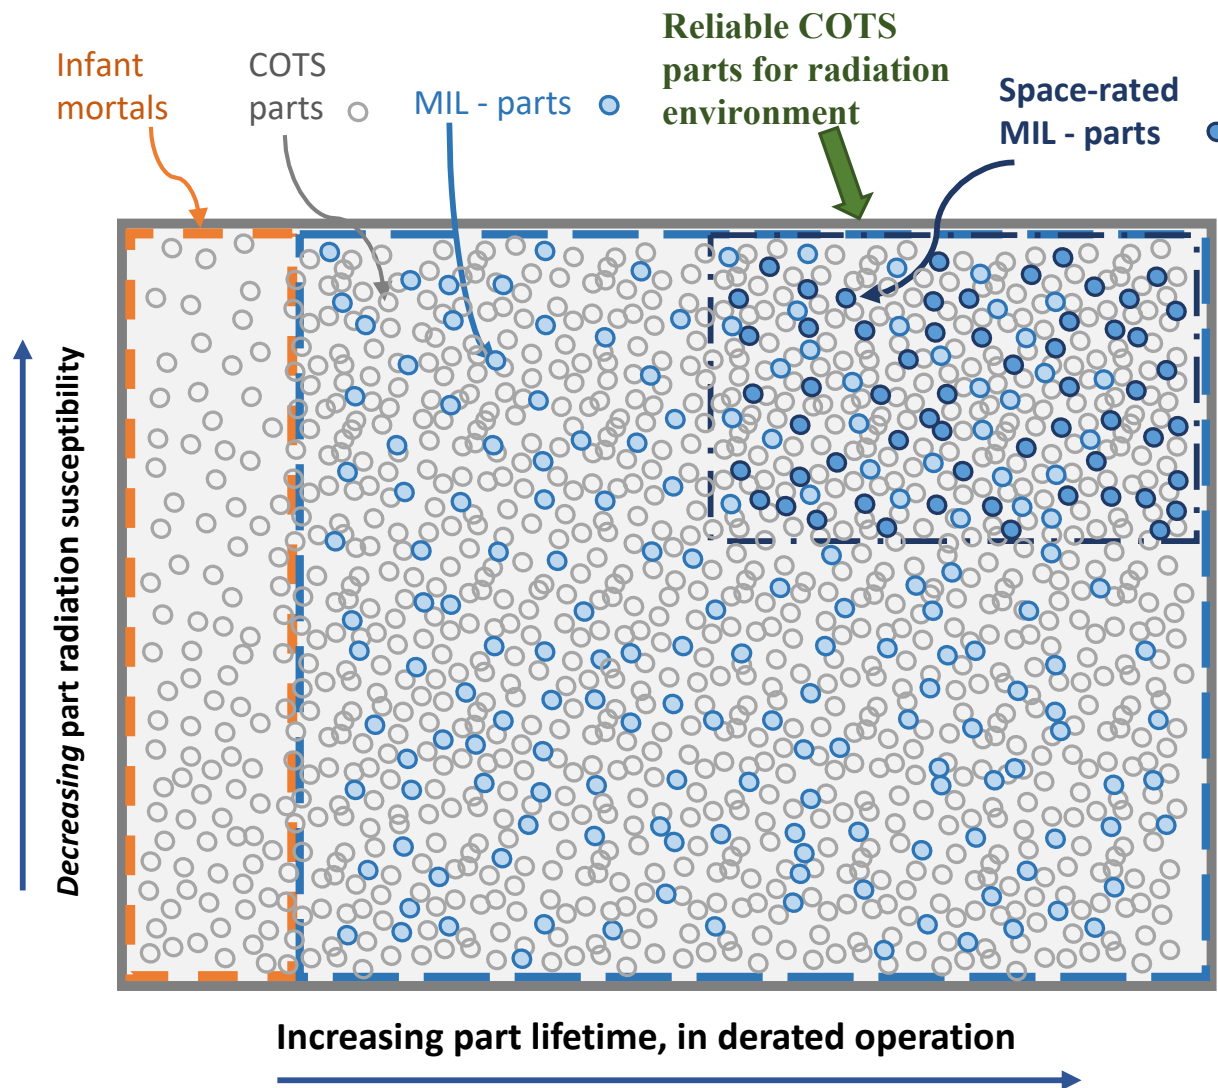 Infant
mortals
COTS
parts
MIL - parts
Reliable COTS
parts for radiation
environment
Space-rated
MIL - parts
Decreasing part radiation susceptibility
Increasing part lifetime, in derated operation